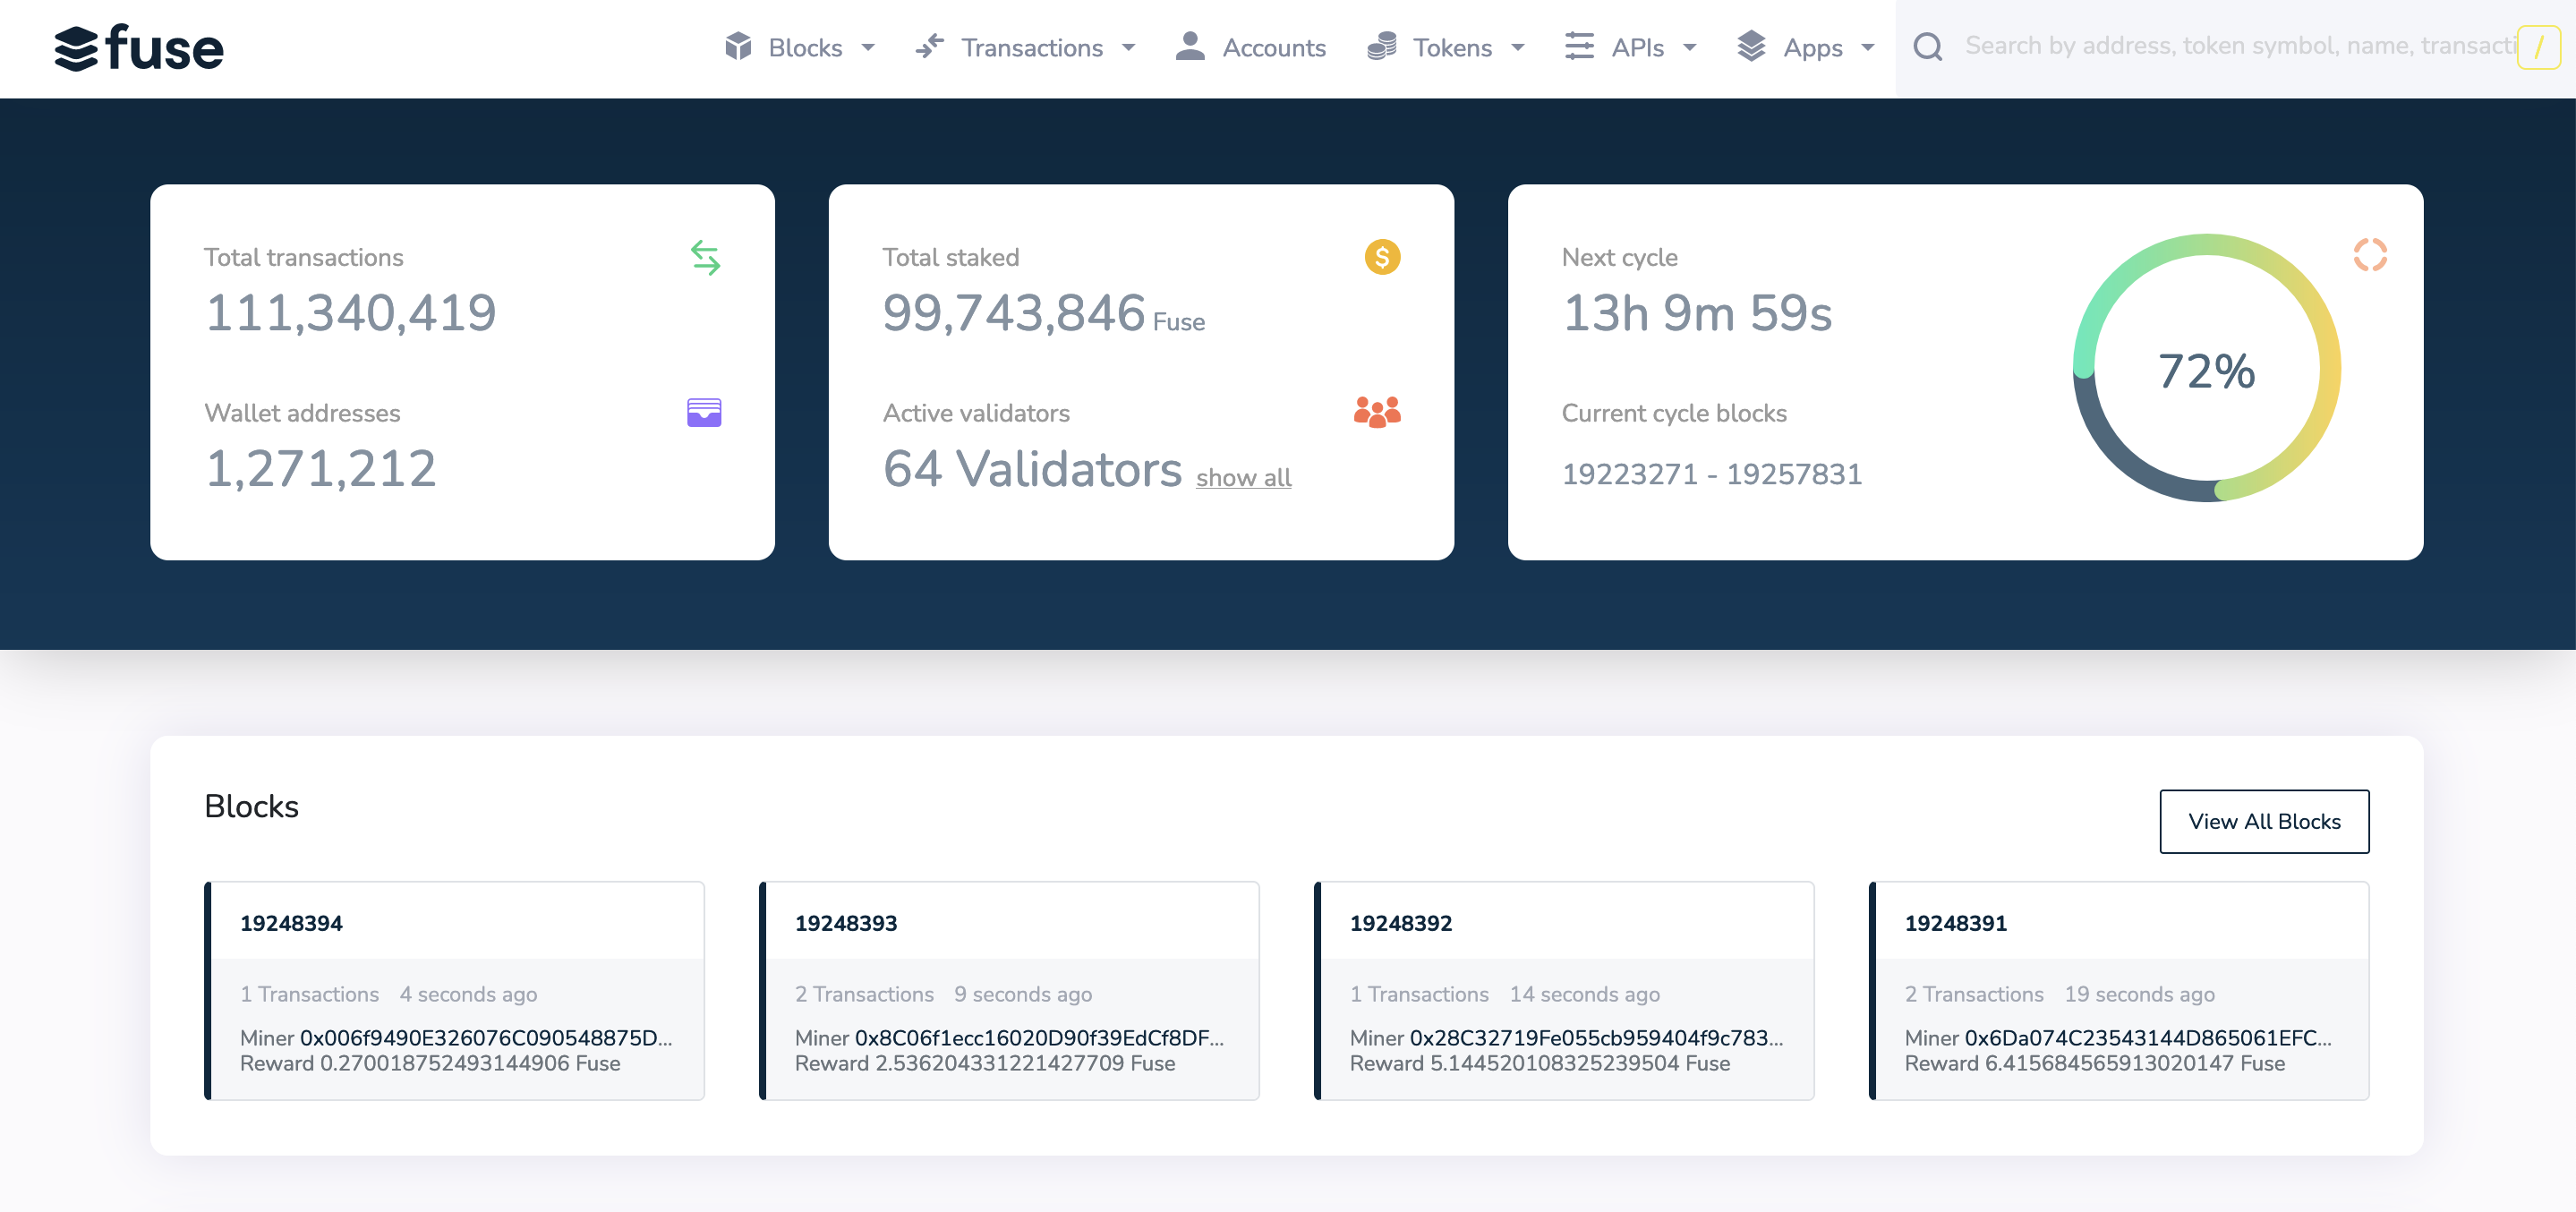 fuse
Blocks Transactions Accounts Tokens APIs Apps Search by address, token symbol, name, transacti /
Total transactions
111,340,419
Wallet addresses
1,271,212
Total staked
99,743,846 Fuse
Active validators
64 Validators show all
Next cycle
13h 9m 59s
Current cycle blocks
19223271 - 19257831
72%
Blocks
View All Blocks
19248394
1 Transactions 4 seconds ago
Miner 0x006f9490E326076C090548875D...
Reward 0.270018752493144906 Fuse
19248393
2 Transactions 9 seconds ago
Miner 0x8C06f1ecc16020D90f39EdCf8DF...
Reward 2.536204331221427709 Fuse
19248392
1 Transactions 14 seconds ago
Miner 0x28C32719Fe055cb959404f9c783...
Reward 5.144520108325239504 Fuse
19248391
2 Transactions 19 seconds ago
Miner 0x6Da074C23543144D865061EFC...
Reward 6.415684565913020147 Fuse